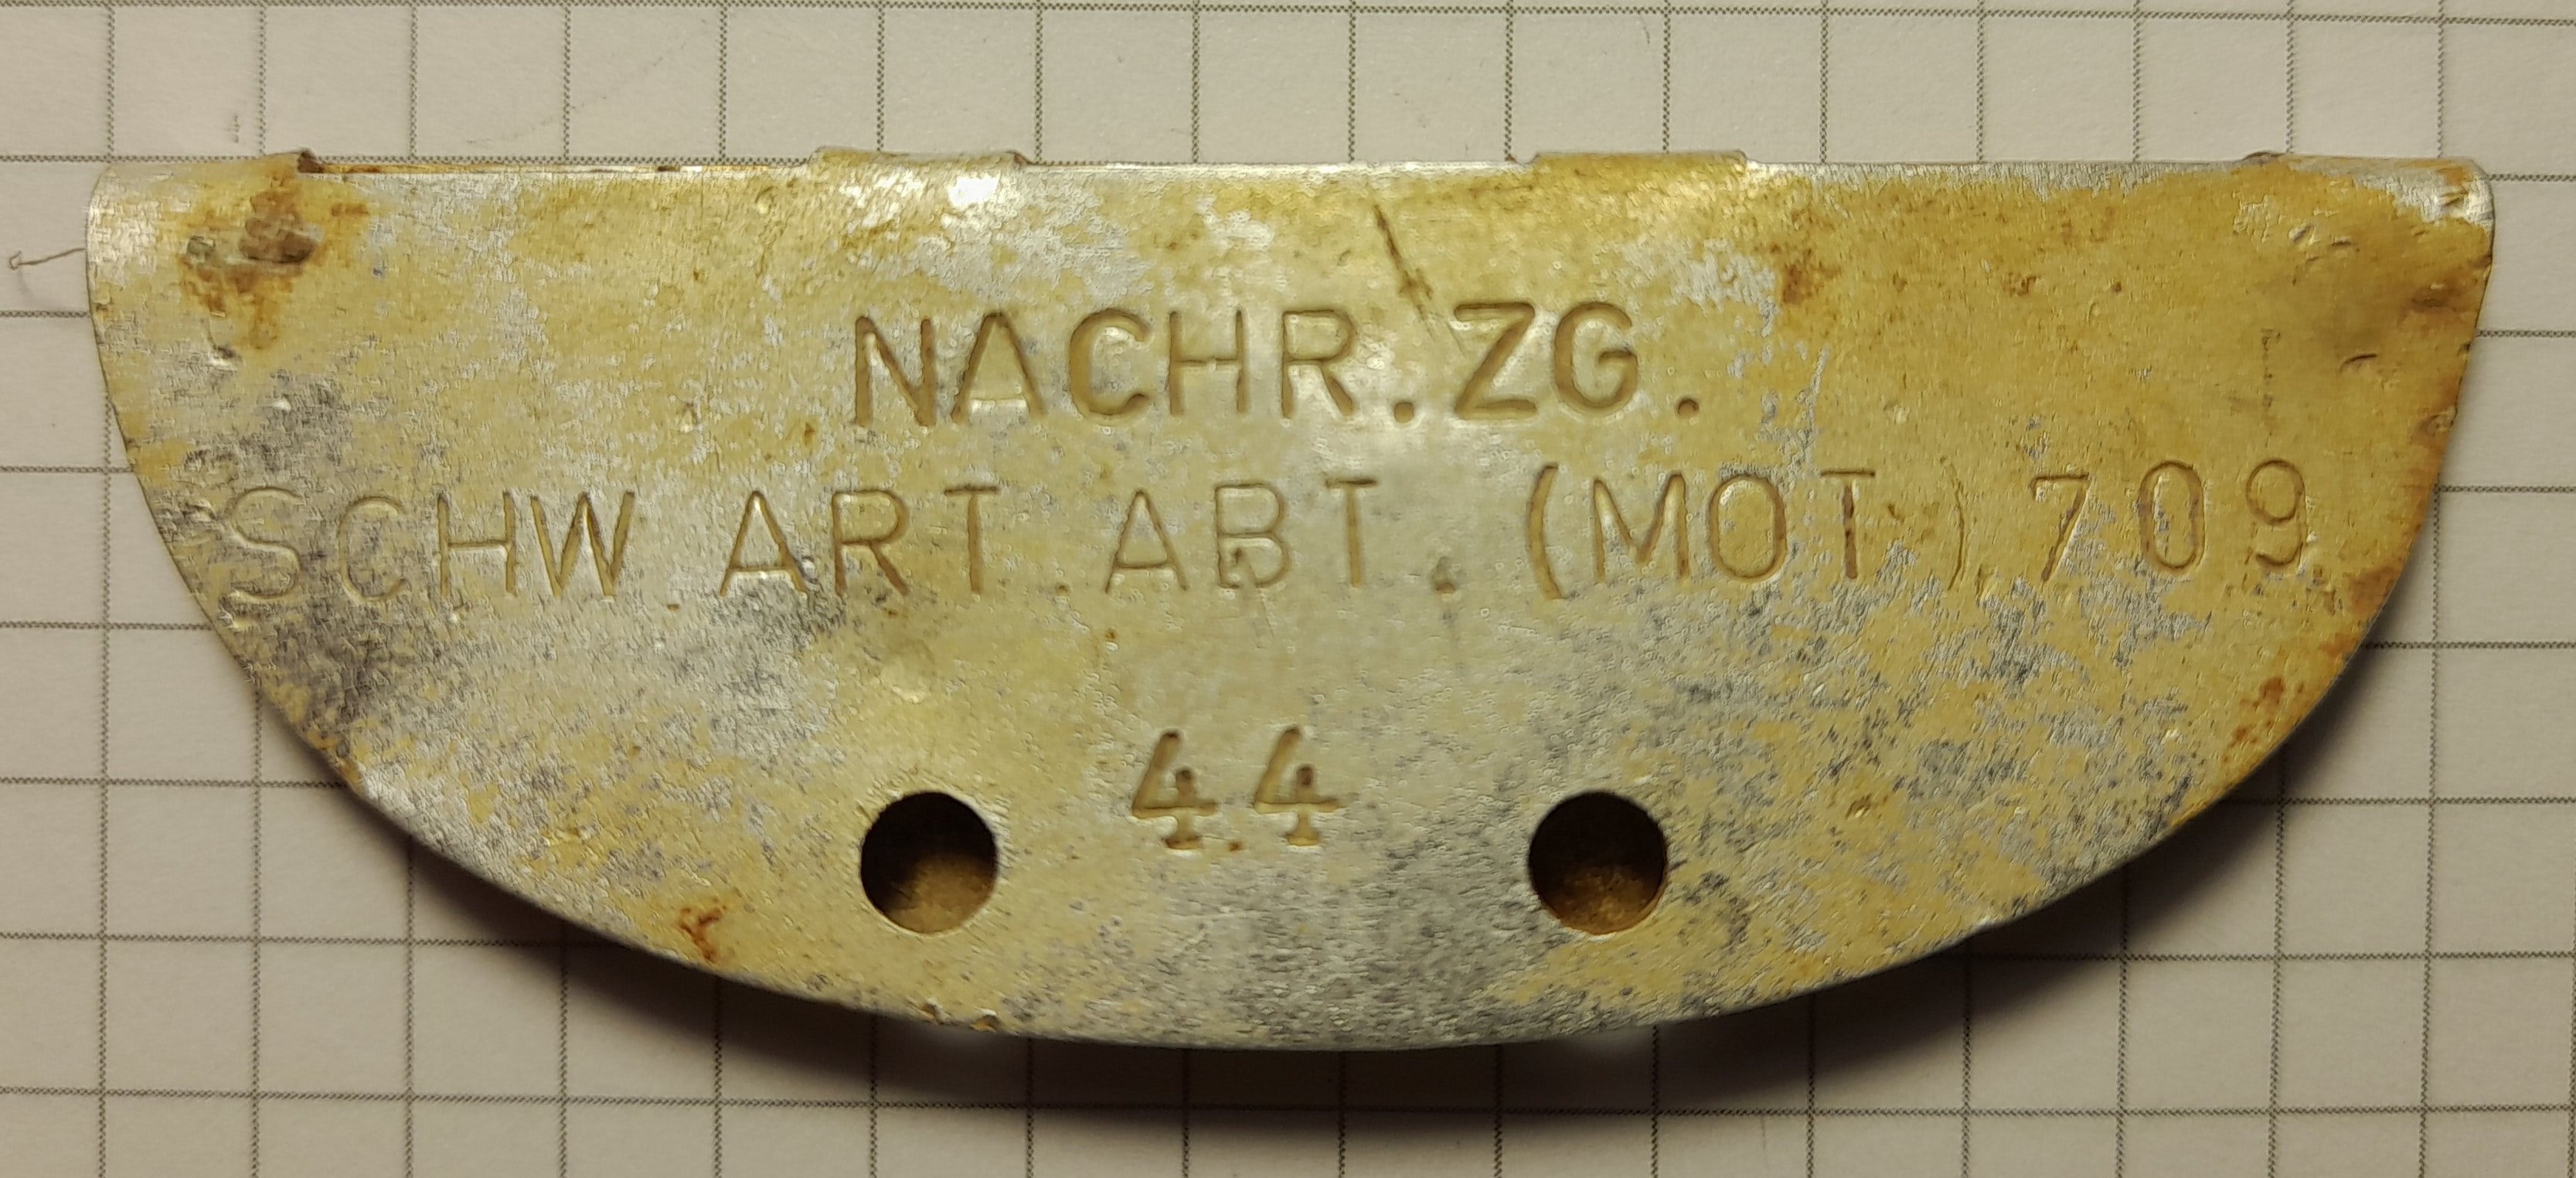 NACHR.ZG.
SCHW.ART.ABT.(MOT) 709
44